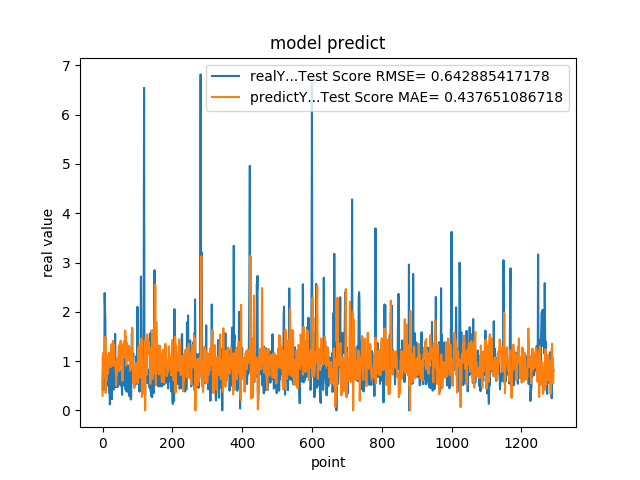 model predict
realY...Test Score RMSE= 0.642885417178
predictY...Test Score MAE= 0.437651086718
7
6
5
4
3
2
1
0
real value
0 200 400 600 800 1000 1200
point